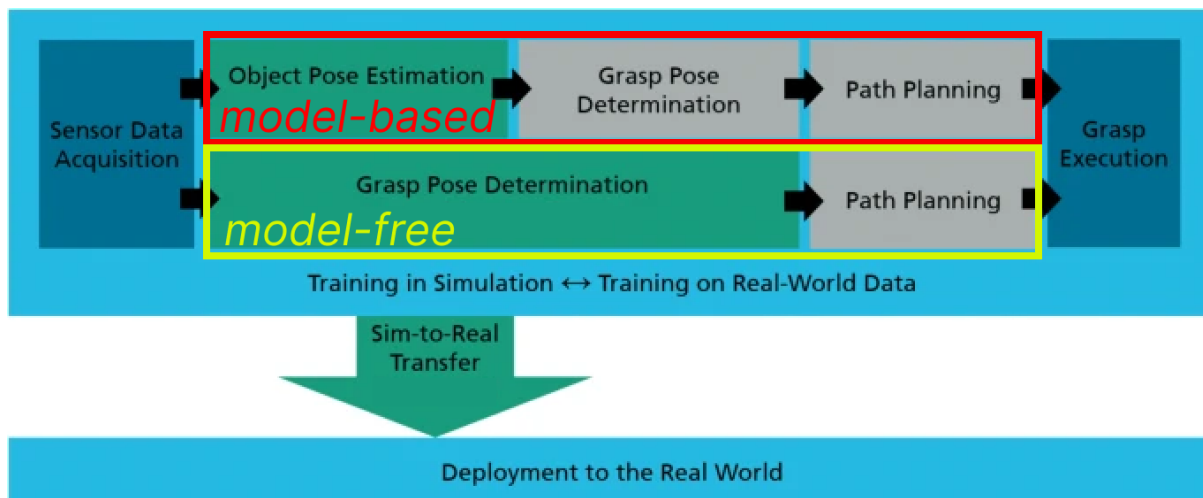 Sensor Data
Acquisition
Object Pose Estimation
model-based
Grasp Pose
Determination
Path Planning
Grasp Pose Determination
model-free
Path Planning
Grasp
Execution
Training in Simulation ↔ Training on Real-World Data
Sim-to-Real
Transfer
Deployment to the Real World